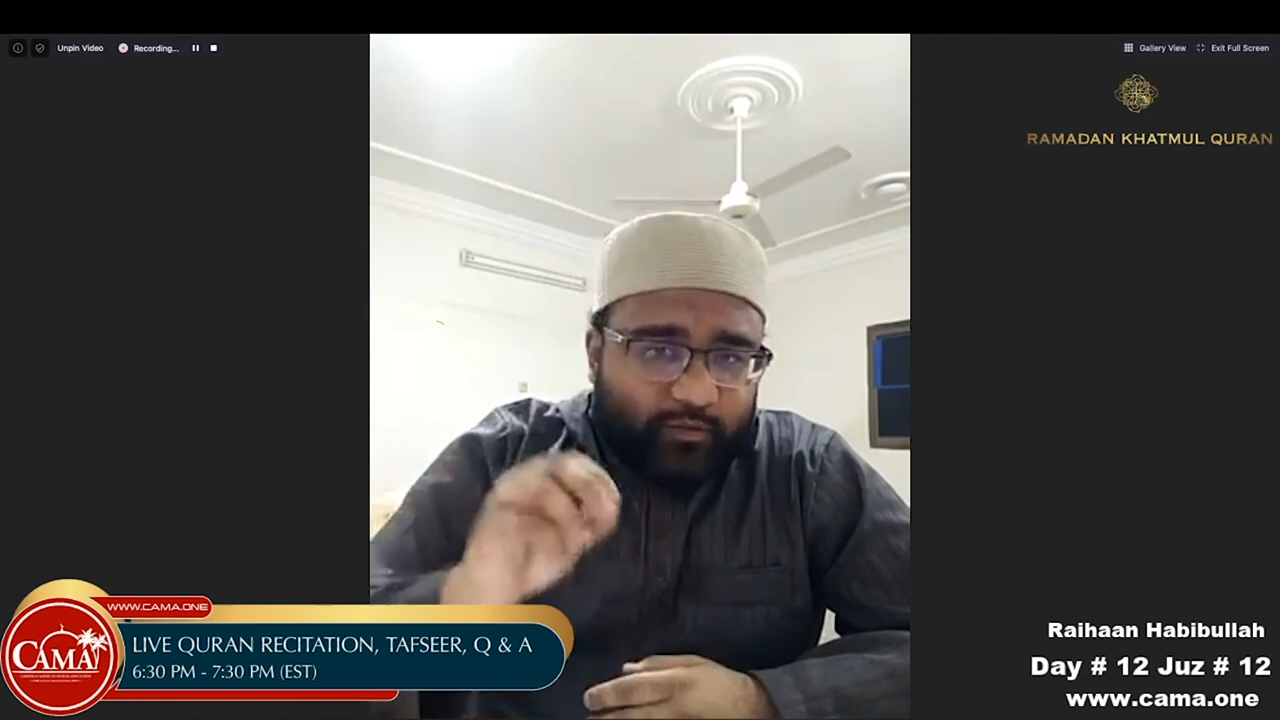 Unpin Video
Recording...
Gallery View
Exit Full Screen
RAMADAN KHATMUL QURAN
WWW.CAMA.ONE
CAMA
LIVE QURAN RECITATION, TAFSEER, Q & A
6:30 PM - 7:30 PM (EST)
Raihaan Habibullah
Day # 12 Juz # 12
www.cama.one